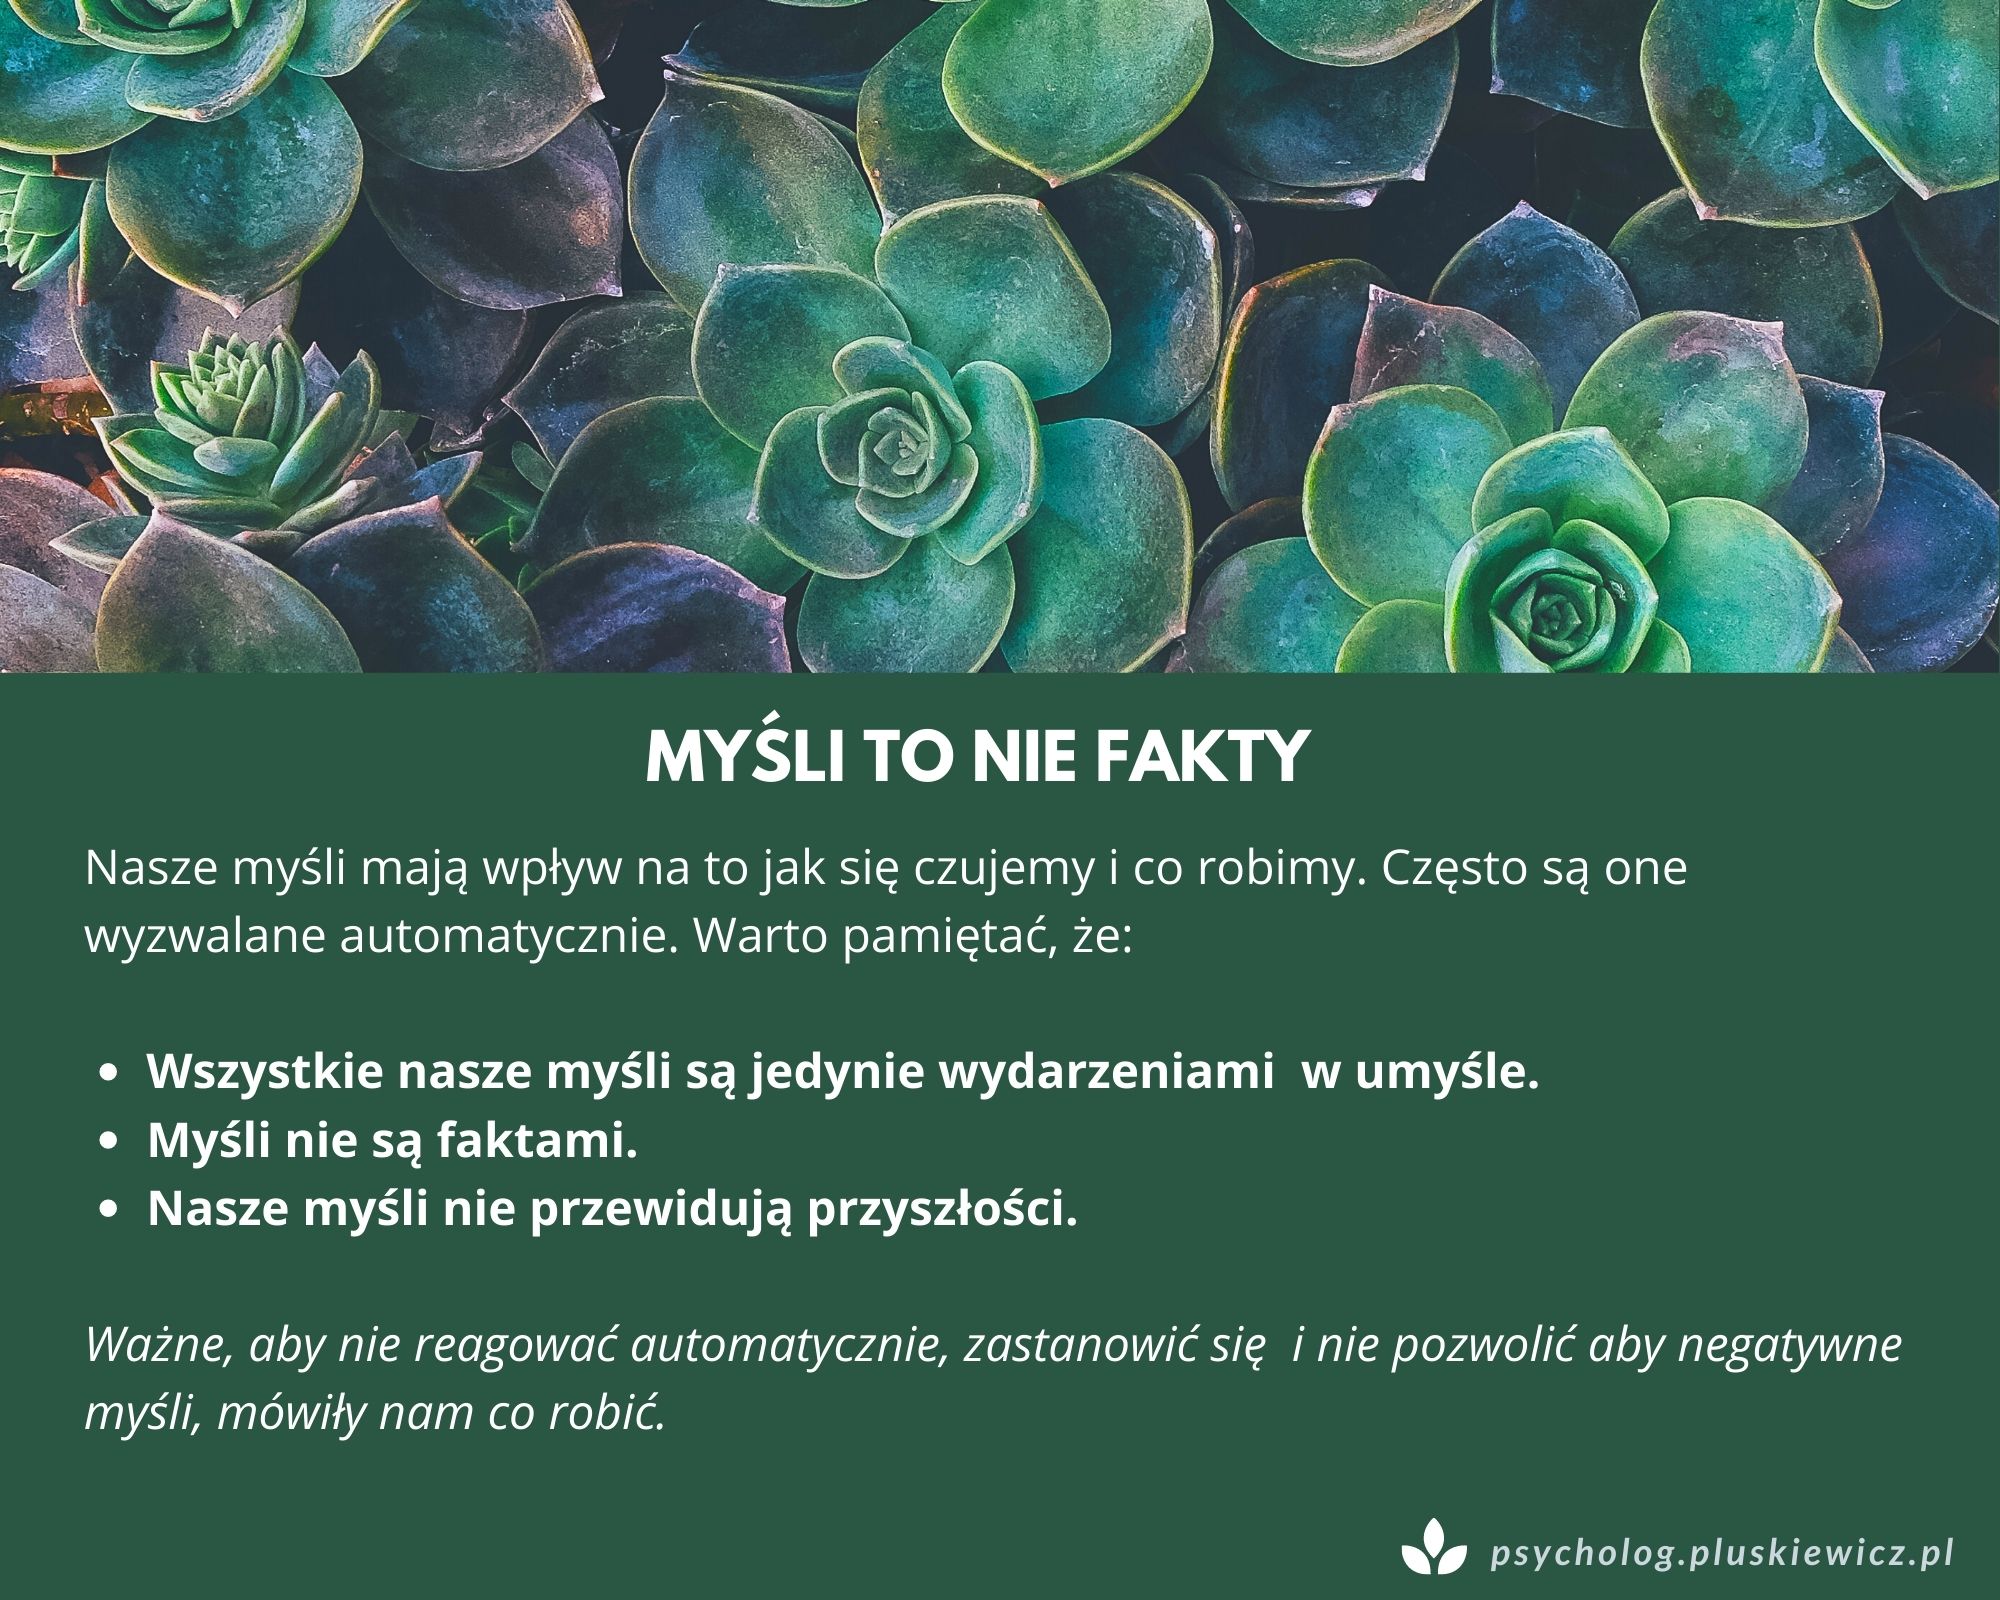 MYŚLI TO NIE FAKTY
Nasze myśli mają wpływ na to jak się czujemy i co robimy. Często są one
wyzwalane automatycznie. Warto pamiętać, że:
• Wszystkie nasze myśli są jedynie wydarzeniami  w umyśle.
• Myśli nie są faktami.
• Nasze myśli nie przewidują przyszłości.
Ważne, aby nie reagować automatycznie, zastanowić się  i nie pozwolić aby negatywne
myśli, mówiły nam co robić.
psycholog.pluskiewicz.pl